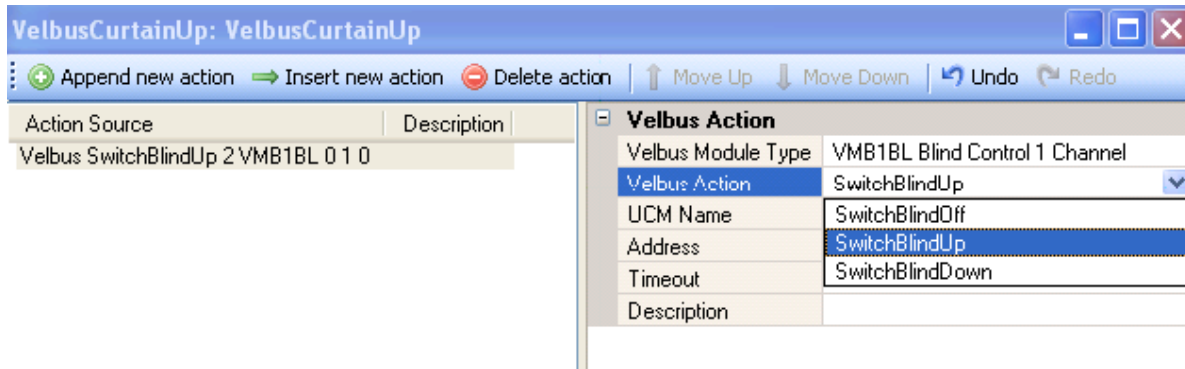 VelbusCurtainUp: VelbusCurtainUp
Append new action Insert new action Delete action Move Up Move Down Undo Redo
Action Source Description
Velbus SwitchBlindUp 2 VMB1BL 0 1 0
Velbus Action
Velbus Module Type VMB1BL Blind Control 1 Channel
Velbus Action SwitchBlindUp
UCM Name SwitchBlindOff
Address SwitchBlindUp
Timeout SwitchBlindDown
Description